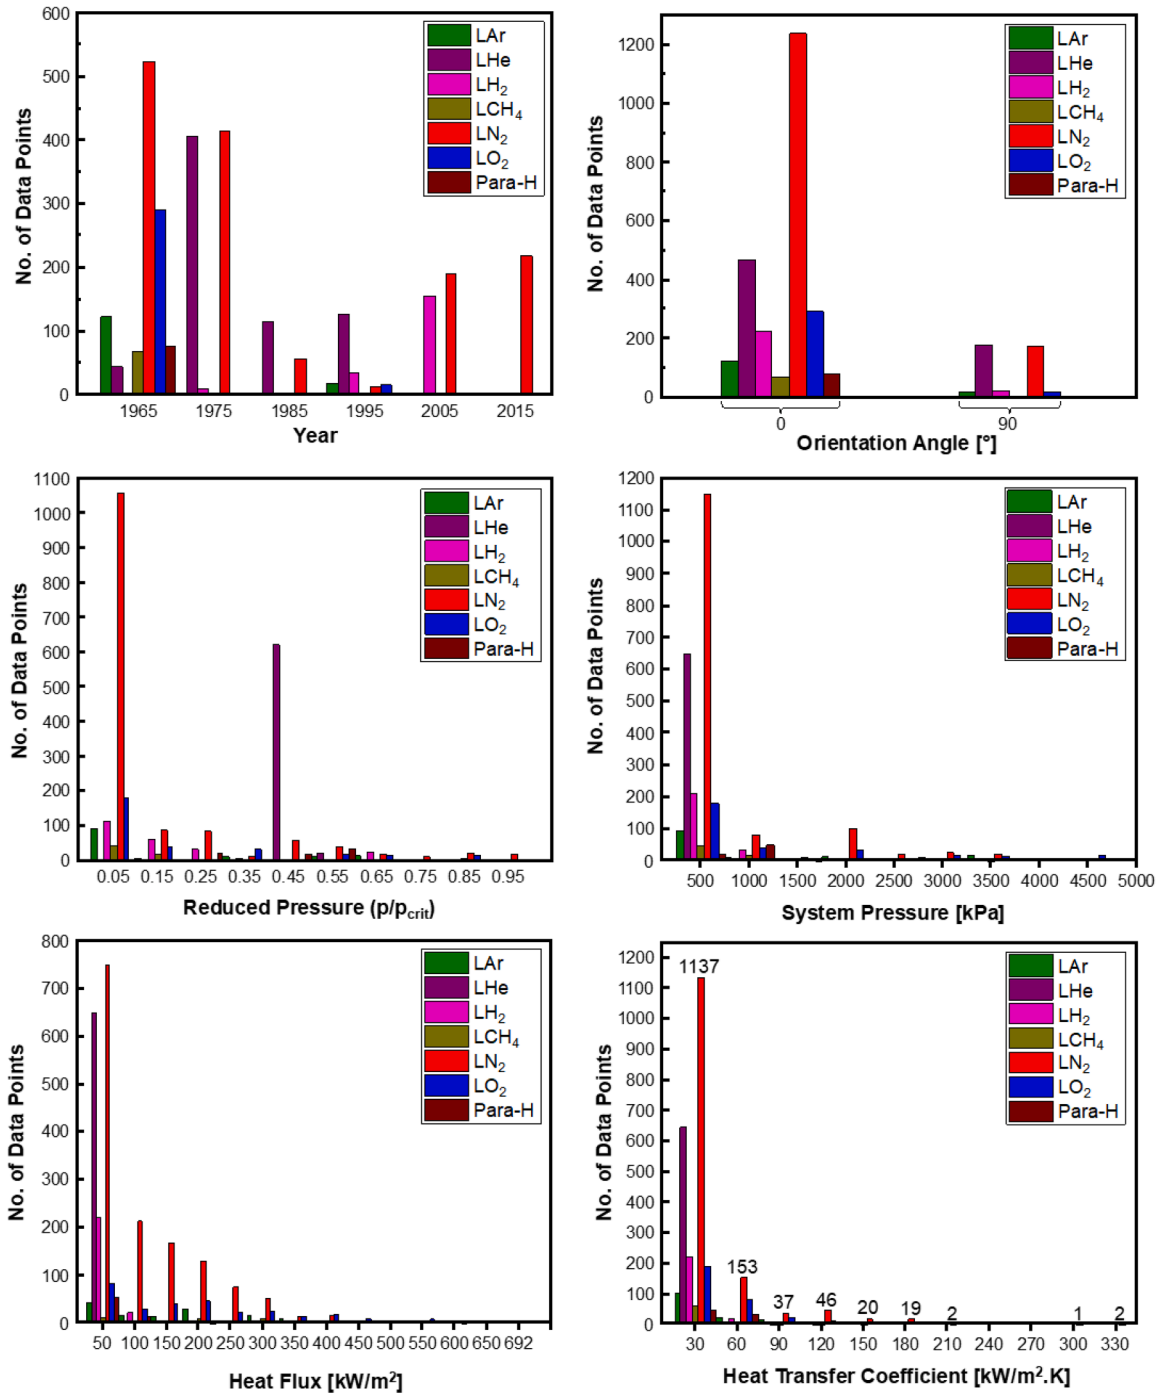 600
500
400
300
200
100
0
No. of Data Points
LAr
LHe
LH2
LCH4
LN2
LO2
Para-H
1965 1975 1985 1995 2005 2015
Year
1200
1000
800
600
400
200
0
No. of Data Points
LAr
LHe
LH2
LCH4
LN2
LO2
Para-H
0 90
Orientation Angle [°]
1100
1000
900
800
700
600
500
400
300
200
100
0
No. of Data Points
LAr
LHe
LH2
LCH4
LN2
LO2
Para-H
0.05 0.15 0.25 0.35 0.45 0.55 0.65 0.75 0.85 0.95
Reduced Pressure (p/pcrit)
1200
1100
1000
900
800
700
600
500
400
300
200
100
0
No. of Data Points
LAr
LHe
LH2
LCH4
LN2
LO2
Para-H
500 1000 1500 2000 2500 3000 3500 4000 4500 5000
System Pressure [kPa]
800
700
600
500
400
300
200
100
0
No. of Data Points
LAr
LHe
LH2
LCH4
LN2
LO2
Para-H
50 100 150 200 250 300 350 400 450 500 550 600 650 692
Heat Flux [kW/m2]
1200
1100
1000
900
800
700
600
500
400
300
200
100
0
No. of Data Points
1137
153
37
46
20
19
2
1
2
LAr
LHe
LH2
LCH4
LN2
LO2
Para-H
30 60 90 120 150 180 210 240 270 300 330
Heat Transfer Coefficient [kW/m2.K]